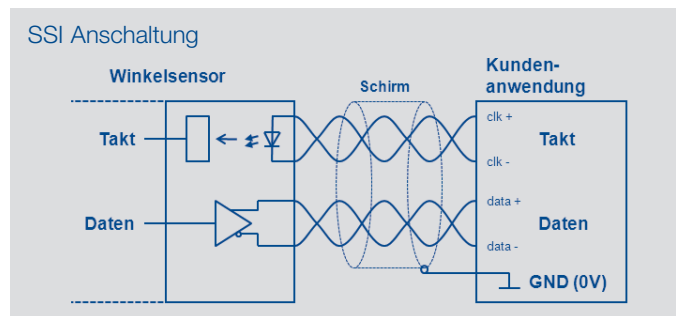 SSI Anschaltung
Winkelsensor
Schirm
Kunden-
anwendung
Takt
clk +
Takt
clk -
Daten
data +
Daten
data -
GND (0V)